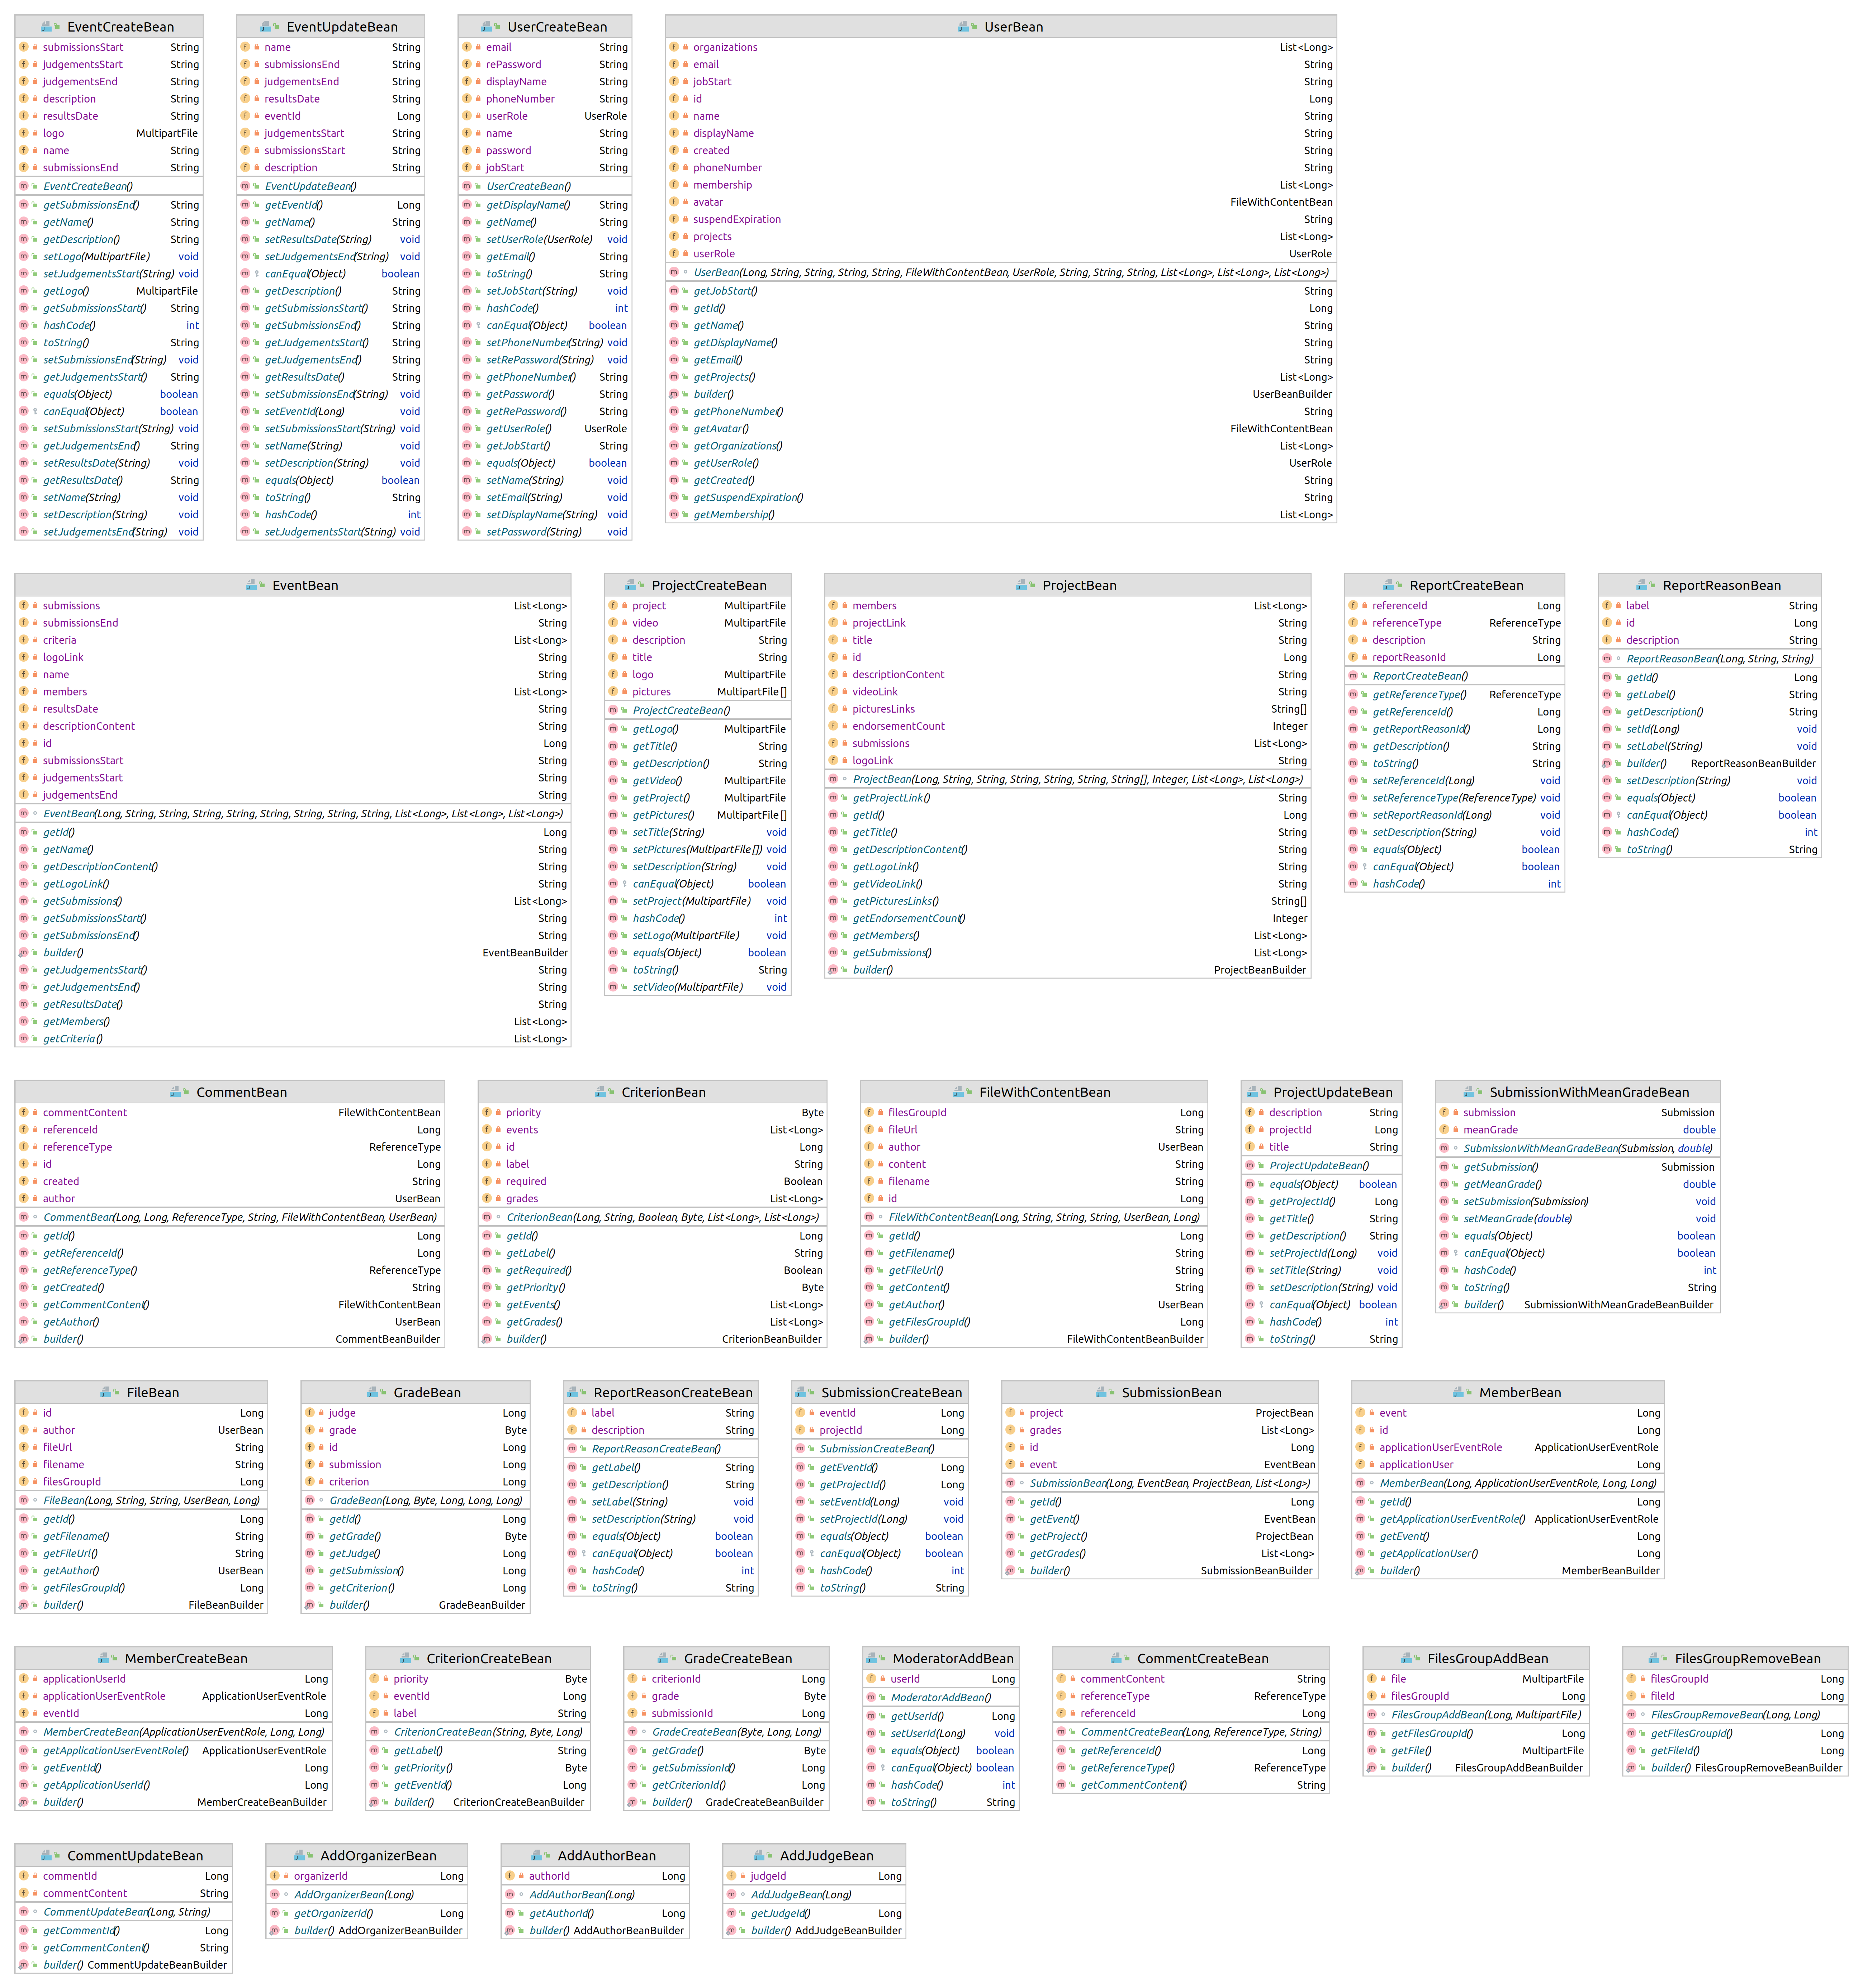 EventCreateBean
submissionsStart String
judgementsStart String
judgementsEnd String
description String
resultsDate String
logo MultipartFile
name String
submissionsEnd String
EventCreateBean()
getSubmissionsEnd() String
getName() String
getDescription() String
setLogo(MultipartFile) void
setJudgementsStart(String) void
getLogo() MultipartFile
getSubmissionsStart() String
hashCode() int
toString() String
setSubmissionsEnd(String) void
getJudgementsStart() String
equals(Object) boolean
canEqual(Object) boolean
setSubmissionsStart(String) void
getJudgementsEnd() String
setResultsDate(String) void
getResultsDate() String
setName(String) void
setDescription(String) void
setJudgementsEnd(String) void
EventUpdateBean
name String
submissionsEnd String
judgementsEnd String
resultsDate String
eventId Long
judgementsStart String
submissionsStart String
description String
EventUpdateBean()
getEventId() Long
getName() String
setResultsDate(String) void
setJudgementsEnd(String) void
canEqual(Object) boolean
getDescription() String
getSubmissionsStart() String
getSubmissionsEnd() String
getJudgementsStart() String
getJudgementsEnd() String
getResultsDate() String
setSubmissionsEnd(String) void
setEventId(Long) void
setSubmissionsStart(String) void
setName(String) void
setDescription(String) void
equals(Object) boolean
toString() String
hashCode() int
setJudgementsStart(String) void
UserCreateBean
email String
rePassword String
displayName String
phoneNumber String
userRole UserRole
name String
password String
jobStart String
UserCreateBean()
getDisplayName() String
getName() String
setUserRole(UserRole) void
getEmail() String
toString() String
setJobStart(String) void
hashCode() int
canEqual(Object) boolean
setPhoneNumber(String) void
setRePassword(String) void
getPhoneNumber() String
getPassword() String
getRePassword() String
getUserRole() UserRole
getJobStart() String
equals(Object) boolean
setName(String) void
setEmail(String) void
setDisplayName(String) void
setPassword(String) void
UserBean
organizations List<Long>
email String
jobStart String
id Long
name String
displayName String
created String
phoneNumber String
membership List<Long>
avatar FileWithContentBean
suspendExpiration String
projects List<Long>
userRole UserRole
UserBean(Long, String, String, String, String, FileWithContentBean, UserRole, String, String, String, List<Long>, List<Long>, List<Long>)
getJobStart() String
getId() Long
getName() String
getDisplayName() String
getEmail() String
getProjects() List<Long>
builder() UserBeanBuilder
getPhoneNumber() String
getAvatar() FileWithContentBean
getOrganizations() List<Long>
getUserRole() UserRole
getCreated() String
getSuspendExpiration() String
getMembership() List<Long>
EventBean
submissions List<Long>
submissionsEnd String
criteria List<Long>
logoLink String
name String
members List<Long>
resultsDate String
descriptionContent String
id Long
submissionsStart String
judgementsStart String
judgementsEnd String
EventBean(Long, String, String, String, String, String, String, String, String, List<Long>, List<Long>, List<Long>)
getId() Long
getName() String
getDescriptionContent() String
getLogoLink() String
getSubmissions() List<Long>
getSubmissionsStart() String
getSubmissionsEnd() String
builder() EventBeanBuilder
getJudgementsStart() String
getJudgementsEnd() String
getResultsDate() String
getMembers() List<Long>
getCriteria() List<Long>
ProjectCreateBean
project MultipartFile
video MultipartFile
description String
title String
logo MultipartFile
pictures MultipartFile[]
ProjectCreateBean()
getLogo() MultipartFile
getTitle() String
getDescription() String
getVideo() MultipartFile
getProject() MultipartFile
getPictures() MultipartFile[]
setTitle(String) void
setPictures(MultipartFile[]) void
setDescription(String) void
canEqual(Object) boolean
setProject(MultipartFile) void
hashCode() int
setLogo(MultipartFile) void
equals(Object) boolean
toString() String
setVideo(MultipartFile) void
ProjectBean
members List<Long>
projectLink String
title String
id Long
descriptionContent String
videoLink String
picturesLinks String[]
endorsementCount Integer
submissions List<Long>
logoLink String
ProjectBean(Long, String, String, String, String, String, String[], Integer, List<Long>, List<Long>)
getProjectLink() String
getId() Long
getTitle() String
getDescriptionContent() String
getLogoLink() String
getVideoLink() String
getPicturesLinks() String[]
getEndorsementCount() Integer
getMembers() List<Long>
getSubmissions() List<Long>
builder() ProjectBeanBuilder
ReportCreateBean
referenceId Long
referenceType ReferenceType
description String
reportReasonId Long
ReportCreateBean()
getReferenceType() ReferenceType
getReferenceId() Long
getReportReasonId() Long
getDescription() String
toString() String
setReferenceId(Long) void
setReferenceType(ReferenceType) void
setReportReasonId(Long) void
setDescription(String) void
equals(Object) boolean
canEqual(Object) boolean
hashCode() int
ReportReasonBean
label String
id Long
description String
ReportReasonBean(Long, String, String)
getId() Long
getLabel() String
getDescription() String
setId(Long) void
setLabel(String) void
builder() ReportReasonBeanBuilder
setDescription(String) void
equals(Object) boolean
canEqual(Object) boolean
hashCode() int
toString() String
CommentBean
commentContent FileWithContentBean
referenceId Long
referenceType ReferenceType
id Long
created String
author UserBean
CommentBean(Long, Long, ReferenceType, String, FileWithContentBean, UserBean)
getId() Long
getReferenceId() Long
getReferenceType() ReferenceType
getCreated() String
getCommentContent() FileWithContentBean
getAuthor() UserBean
builder() CommentBeanBuilder
CriterionBean
priority Byte
events List<Long>
id Long
label String
required Boolean
grades List<Long>
CriterionBean(Long, String, Boolean, Byte, List<Long>, List<Long>)
getId() Long
getLabel() String
getRequired() Boolean
getPriority() Byte
getEvents() List<Long>
getGrades() List<Long>
builder() CriterionBeanBuilder
FileWithContentBean
filesGroupId Long
fileUrl String
author UserBean
content String
filename String
id Long
FileWithContentBean(Long, String, String, String, UserBean, Long)
getId() Long
getFilename() String
getFileUrl() String
getContent() String
getAuthor() UserBean
getFilesGroupId() Long
builder() FileWithContentBeanBuilder
ProjectUpdateBean
description String
projectId Long
title String
ProjectUpdateBean()
equals(Object) boolean
getProjectId() Long
getTitle() String
getDescription() String
setProjectId(Long) void
setTitle(String) void
setDescription(String) void
canEqual(Object) boolean
hashCode() int
toString() String
SubmissionWithMeanGradeBean
submission Submission
meanGrade double
SubmissionWithMeanGradeBean(Submission, double)
getSubmission() Submission
getMeanGrade() double
setSubmission(Submission) void
setMeanGrade(double) void
equals(Object) boolean
canEqual(Object) boolean
hashCode() int
toString() String
builder() SubmissionWithMeanGradeBeanBuilder
FileBean
id Long
author UserBean
fileUrl String
filename String
filesGroupId Long
FileBean(Long, String, String, UserBean, Long)
getId() Long
getFilename() String
getFileUrl() String
getAuthor() UserBean
getFilesGroupId() Long
builder() FileBeanBuilder
GradeBean
judge Long
grade Byte
id Long
submission Long
criterion Long
GradeBean(Long, Byte, Long, Long, Long)
getId() Long
getGrade() Byte
getJudge() Long
getSubmission() Long
getCriterion() Long
builder() GradeBeanBuilder
ReportReasonCreateBean
label String
description String
ReportReasonCreateBean()
getLabel() String
getDescription() String
setLabel(String) void
setDescription(String) void
equals(Object) boolean
canEqual(Object) boolean
hashCode() int
toString() String
SubmissionCreateBean
eventId Long
projectId Long
SubmissionCreateBean()
getEventId() Long
getProjectId() Long
setEventId(Long) void
setProjectId(Long) void
equals(Object) boolean
canEqual(Object) boolean
hashCode() int
toString() String
SubmissionBean
project ProjectBean
grades List<Long>
id Long
event EventBean
SubmissionBean(Long, EventBean, ProjectBean, List<Long>)
getId() Long
getEvent() EventBean
getProject() ProjectBean
getGrades() List<Long>
builder() SubmissionBeanBuilder
MemberBean
event Long
id Long
applicationUserEventRole ApplicationUserEventRole
applicationUser Long
MemberBean(Long, ApplicationUserEventRole, Long, Long)
getId() Long
getApplicationUserEventRole() ApplicationUserEventRole
getEvent() Long
getApplicationUser() Long
builder() MemberBeanBuilder
MemberCreateBean
applicationUserId Long
applicationUserEventRole ApplicationUserEventRole
eventId Long
MemberCreateBean(ApplicationUserEventRole, Long, Long)
getApplicationUserEventRole() ApplicationUserEventRole
getEventId() Long
getApplicationUserId() Long
builder() MemberCreateBeanBuilder
CriterionCreateBean
priority Byte
eventId Long
label String
CriterionCreateBean(String, Byte, Long)
getLabel() String
getPriority() Byte
getEventId() Long
builder() CriterionCreateBeanBuilder
GradeCreateBean
criterionId Long
grade Byte
submissionId Long
GradeCreateBean(Byte, Long, Long)
getGrade() Byte
getSubmissionId() Long
getCriterionId() Long
builder() GradeCreateBeanBuilder
ModeratorAddBean
userId Long
ModeratorAddBean()
getUserId() Long
setUserId(Long) void
equals(Object) boolean
canEqual(Object) boolean
hashCode() int
toString() String
CommentCreateBean
commentContent String
referenceType ReferenceType
referenceId Long
CommentCreateBean(Long, ReferenceType, String)
getReferenceId() Long
getReferenceType() ReferenceType
getCommentContent() String
FilesGroupAddBean
file MultipartFile
filesGroupId Long
FilesGroupAddBean(Long, MultipartFile)
getFilesGroupId() Long
getFile() MultipartFile
builder() FilesGroupAddBeanBuilder
FilesGroupRemoveBean
filesGroupId Long
fileId Long
FilesGroupRemoveBean(Long, Long)
getFilesGroupId() Long
getFileId() Long
builder() FilesGroupRemoveBeanBuilder
CommentUpdateBean
commentId Long
commentContent String
CommentUpdateBean(Long, String)
getCommentId() Long
getCommentContent() String
builder() CommentUpdateBeanBuilder
AddOrganizerBean
organizerId Long
AddOrganizerBean(Long)
getOrganizerId() Long
builder() AddOrganizerBeanBuilder
AddAuthorBean
authorId Long
AddAuthorBean(Long)
getAuthorId() Long
builder() AddAuthorBeanBuilder
AddJudgeBean
judgeId Long
AddJudgeBean(Long)
getJudgeId() Long
builder() AddJudgeBeanBuilder